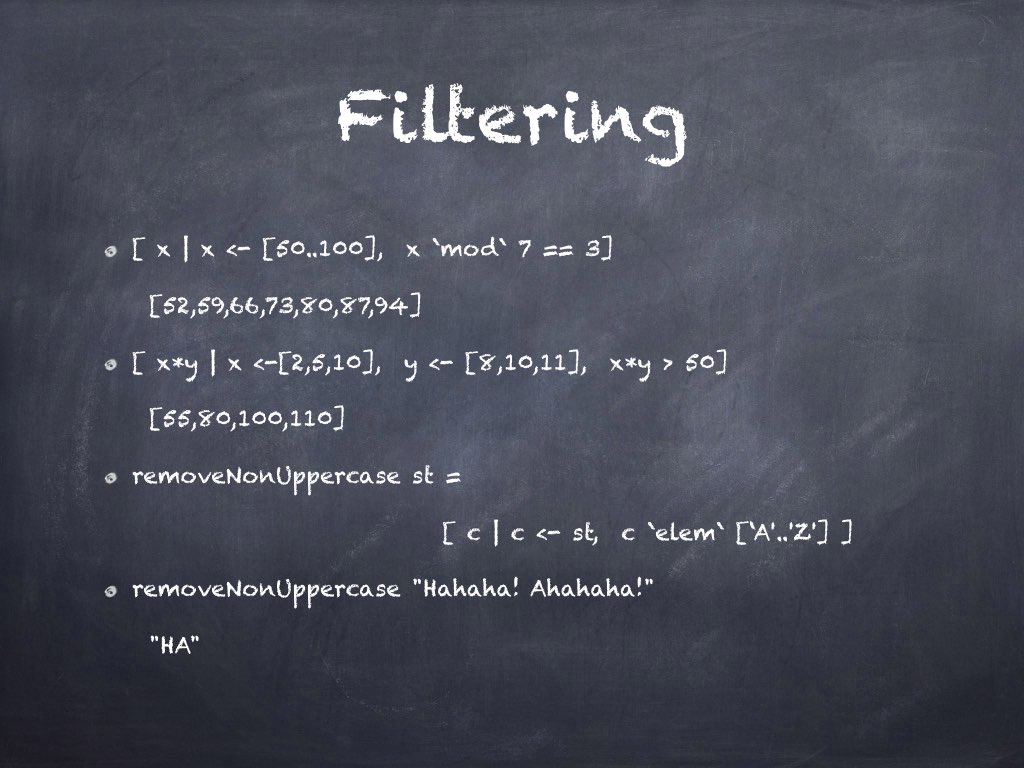 Filtering
[ x | x <- [50..100], x `mod` 7 == 3]
[52,59,66,73,80,87,94]
[ x*y | x <-[2,5,10], y <- [8,10,11], x*y > 50]
[55,80,100,110]
removeNonUppercase st =
[ c | c <- st, c `elem` [‘A’..’Z’] ]
removeNonUppercase "Hahaha! Ahahaha!"
"HA"